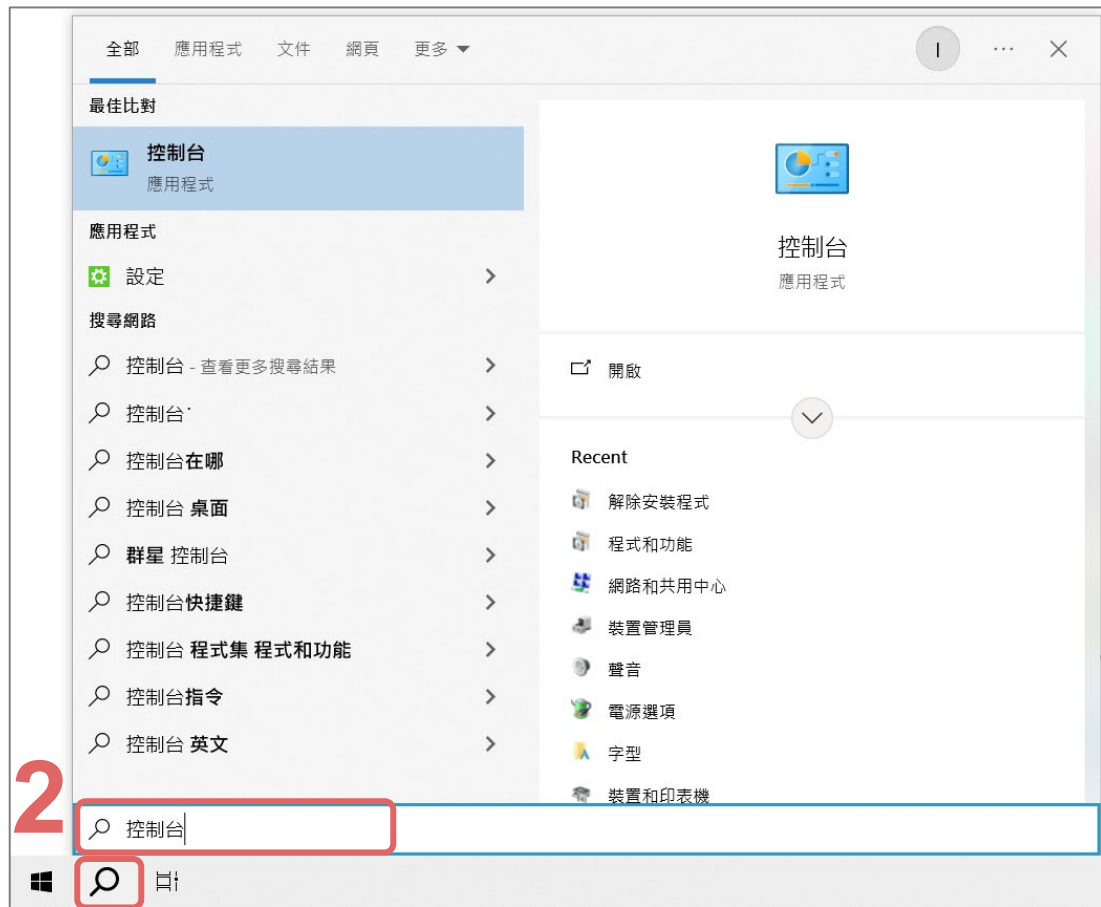 全部 應用程式 文件 網頁 更多
I
最佳比對
控制台
應用程式
應用程式
設定
搜尋網路
控制台 - 查看更多搜尋結果
控制台˙
控制台在哪
控制台 桌面
群星 控制台
控制台快捷鍵
控制台 程式集 程式和功能
控制台指令
控制台 英文
控制台
應用程式
開啟
Recent
解除安裝程式
程式和功能
網路和共用中心
裝置管理員
聲音
電源選項
字型
裝置和印表機
2
控制台